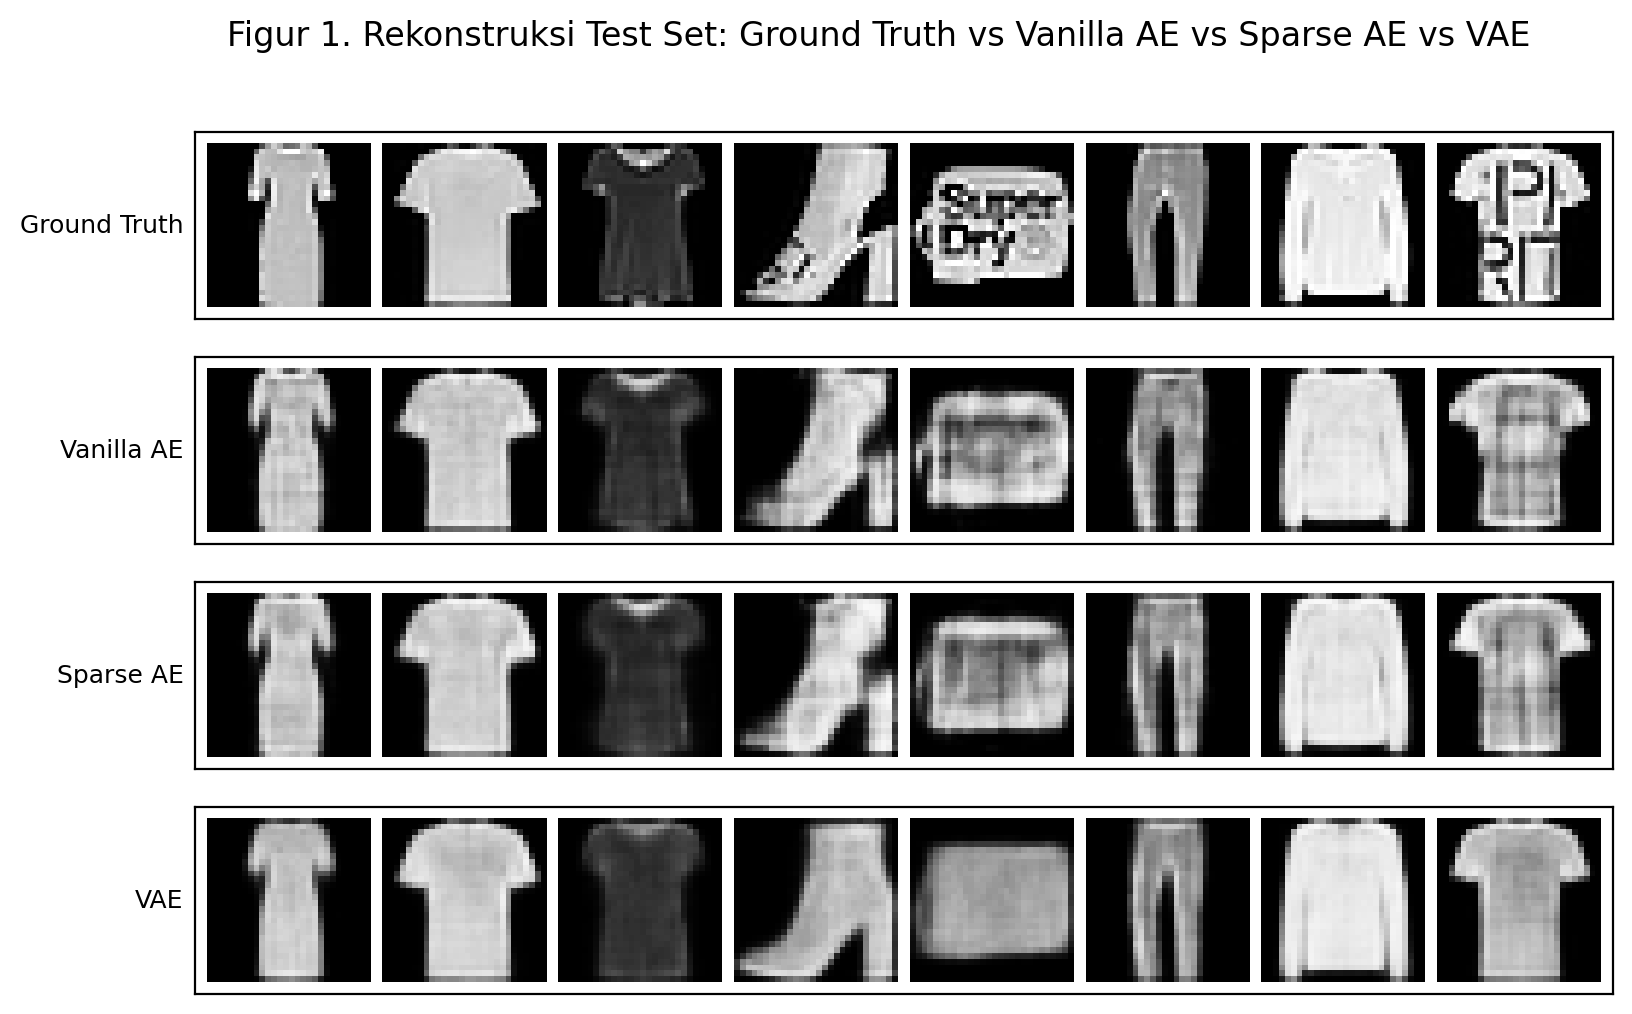 Figur 1. Rekonstruksi Test Set: Ground Truth vs Vanilla AE vs Sparse AE vs VAE
Ground Truth
Super
Dry
Vanilla AE
Sparse AE
VAE